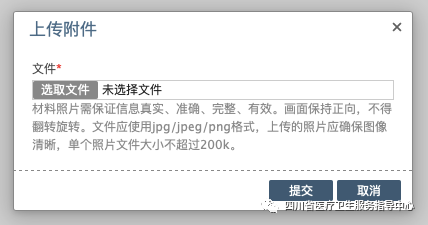 上传附件
×
文件*
选取文件 未选择文件
材料照片需保证信息真实、准确、完整、有效。画面保持正向，不得
翻转旋转。文件应使用jpg/jpeg/png格式，上传的照片应确保图像
清晰，单个照片文件大小不超过200k。
提交 取消
四川省医疗卫生服务指导中心